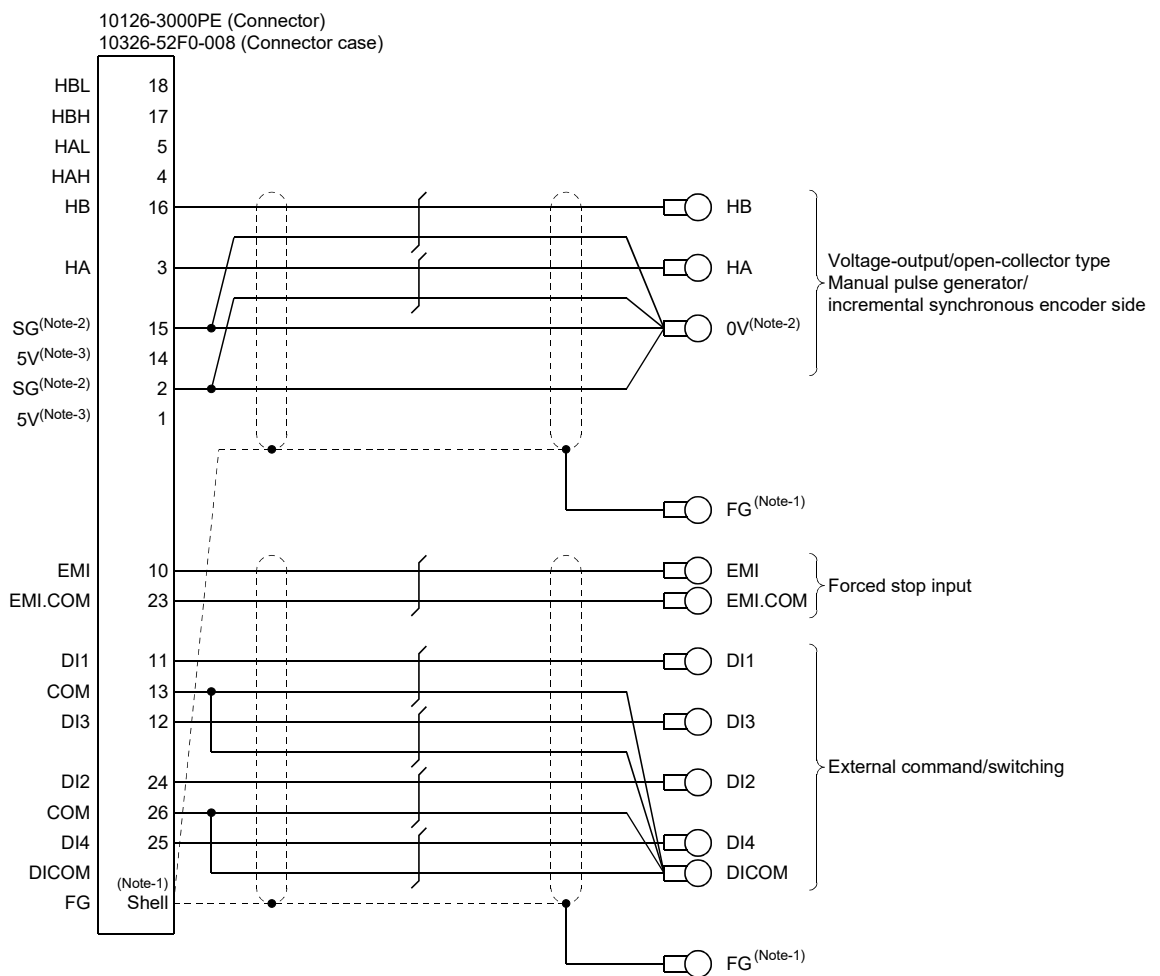 10126-3000PE (Connector)
10326-52F0-008 (Connector case)
HBL 18
HBH 17
HAL 5
HAH 4
HB 16 HB
HA 3 HA
Voltage-output/open-collector type
Manual pulse generator/
incremental synchronous encoder side
SG(Note-2) 15 0V(Note-2)
5V(Note-3) 14
SG(Note-2) 2
5V(Note-3) 1
FG(Note-1)
EMI 10 EMI
EMI.COM 23 EMI.COM
Forced stop input
DI1 11 DI1
COM 13
DI3 12 DI3
External command/switching
DI2 24 DI2
COM 26
DI4 25 DI4
DICOM DICOM
(Note-1)
FG Shell
FG(Note-1)